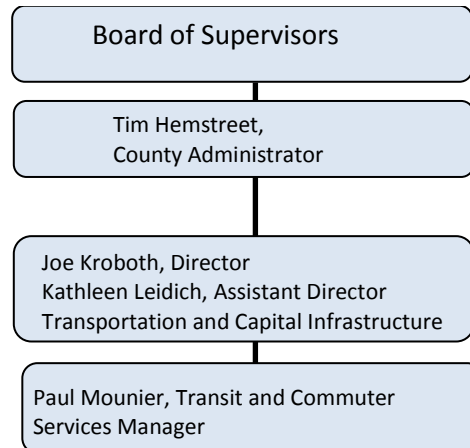 Board of Supervisors
Tim Hemstreet,
County Administrator
Joe Kroboth, Director
Kathleen Leidich, Assistant Director
Transportation and Capital Infrastructure
Paul Mounier, Transit and Commuter
Services Manager